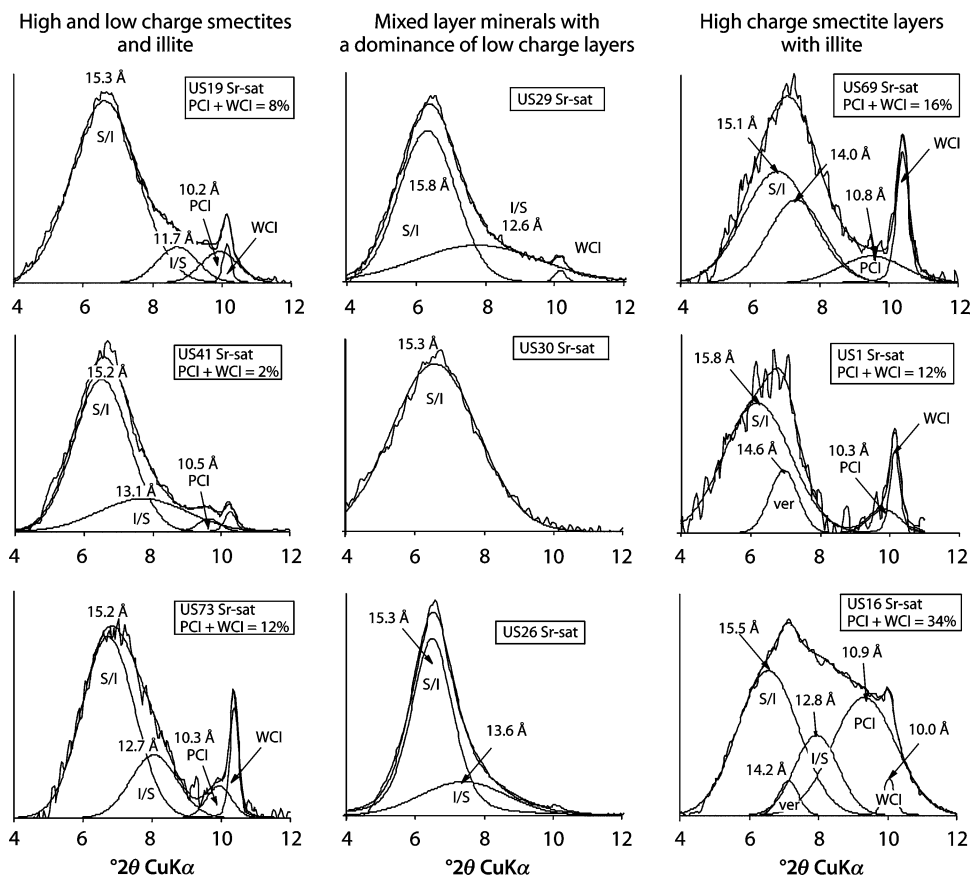 High and low charge smectites
and illite
Mixed layer minerals with
a dominance of low charge layers
High charge smectite layers
with illite
15.3 Å
US19 Sr-sat
PCI + WCI = 8%
S/I
10.2 Å
PCI
WCI
11.7 Å
I/S
4 6 8 10 12
US29 Sr-sat
15.8 Å
S/I
I/S
12.6 Å
WCI
4 6 8 10 12
US69 Sr-sat
PCI + WCI = 16%
15.1 Å
14.0 Å
WCI
S/I
10.8 Å
PCI
4 6 8 10 12
US41 Sr-sat
PCI + WCI = 2%
15.2 Å
S/I
10.5 Å
PCI
13.1 Å
I/S
4 6 8 10 12
15.3 Å
US30 Sr-sat
S/I
4 6 8 10 12
US1 Sr-sat
PCI + WCI = 12%
15.8 Å
S/I
WCI
14.6 Å
10.3 Å
PCI
ver
4 6 8 10 12
15.2 Å
US73 Sr-sat
PCI + WCI = 12%
S/I
12.7 Å
10.3 Å
PCI
WCI
I/S
4 6 8 10 12
°2θ CuKα
15.3 Å
US26 Sr-sat
S/I
13.6 Å
I/S
4 6 8 10 12
°2θ CuKα
US16 Sr-sat
PCI + WCI = 34%
15.5 Å
10.9 Å
S/I
12.8 Å
PCI
10.0 Å
I/S
14.2 Å
ver
WCI
4 6 8 10 12
°2θ CuKα